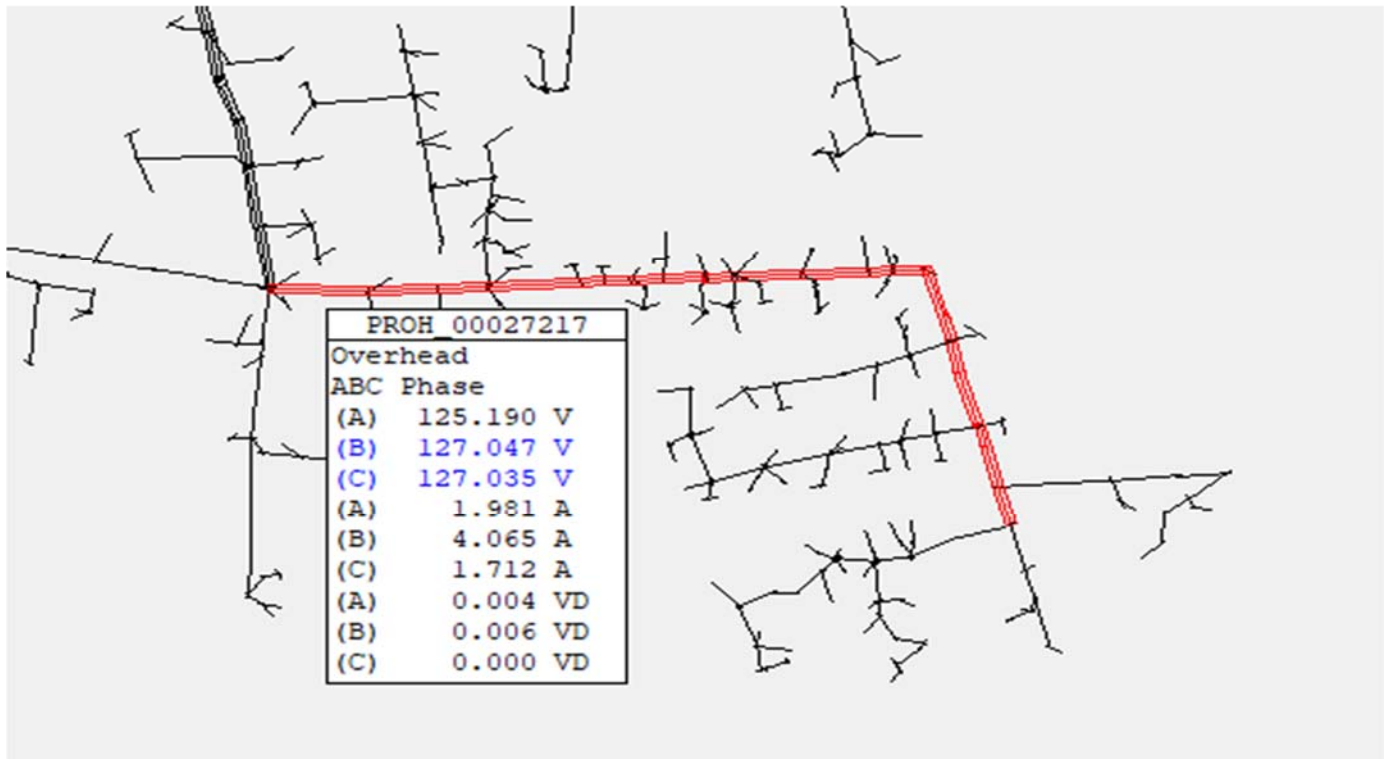 PROH_00027217
Overhead
ABC Phase
(A) 125.190 V
(B) 127.047 V
(C) 127.035 V
(A) 1.981 A
(B) 4.065 A
(C) 1.712 A
(A) 0.004 VD
(B) 0.006 VD
(C) 0.000 VD